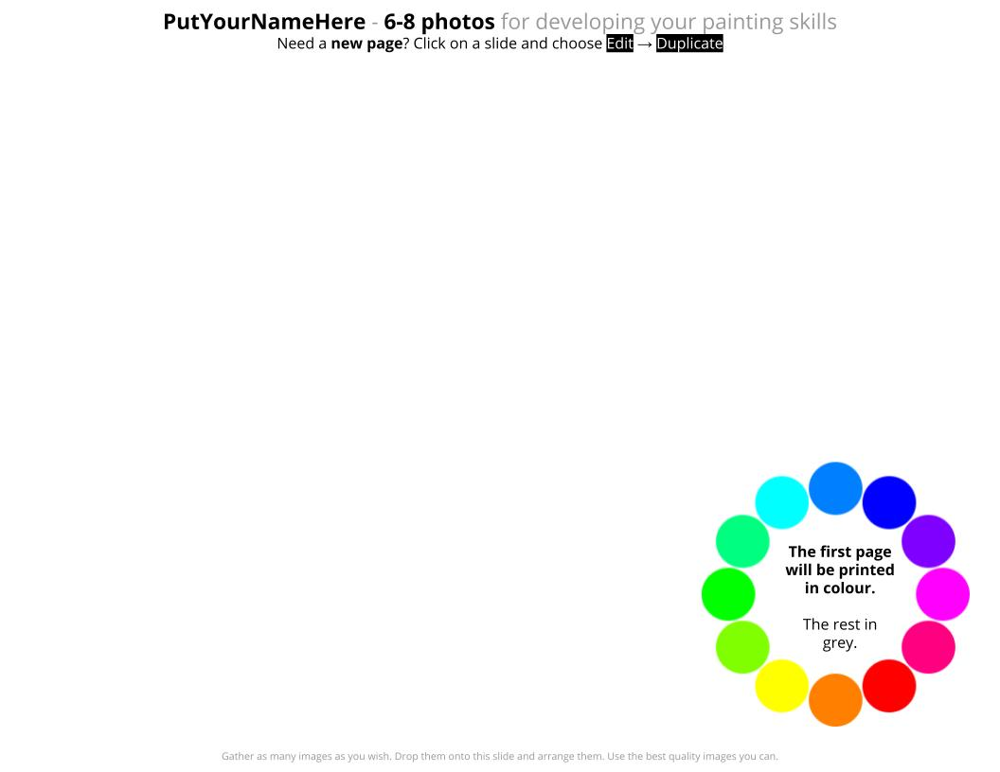 PutYourNameHere - 6-8 photos for developing your painting skills
Need a new page? Click on a slide and choose Edit → Duplicate
The first page
will be printed
in colour.
The rest in
grey.
Gather as many images as you wish. Drop them onto this slide and arrange them. Use the best quality images you can.